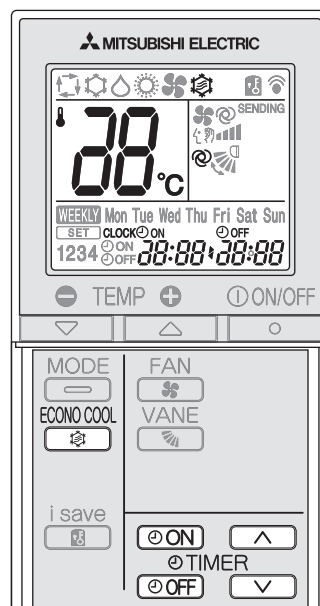 MITSUBISHI ELECTRIC
SENDING
88°C
WEEKLY Mon Tue Wed Thu Fri Sat Sun
SET CLOCK ON OFF
1234 ON OFF 88:88 88:88
TEMP ON/OFF
MODE FAN
ECONO COOL VANE
i save
ON
TIMER
OFF